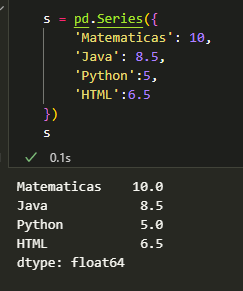 s = pd.Series({
    'Matematicas': 10,
    'Java': 8.5,
    'Python':5,
    'HTML':6.5
})
s
0.1s
Matematicas    10.0
Java            8.5
Python          5.0
HTML            6.5
dtype: float64